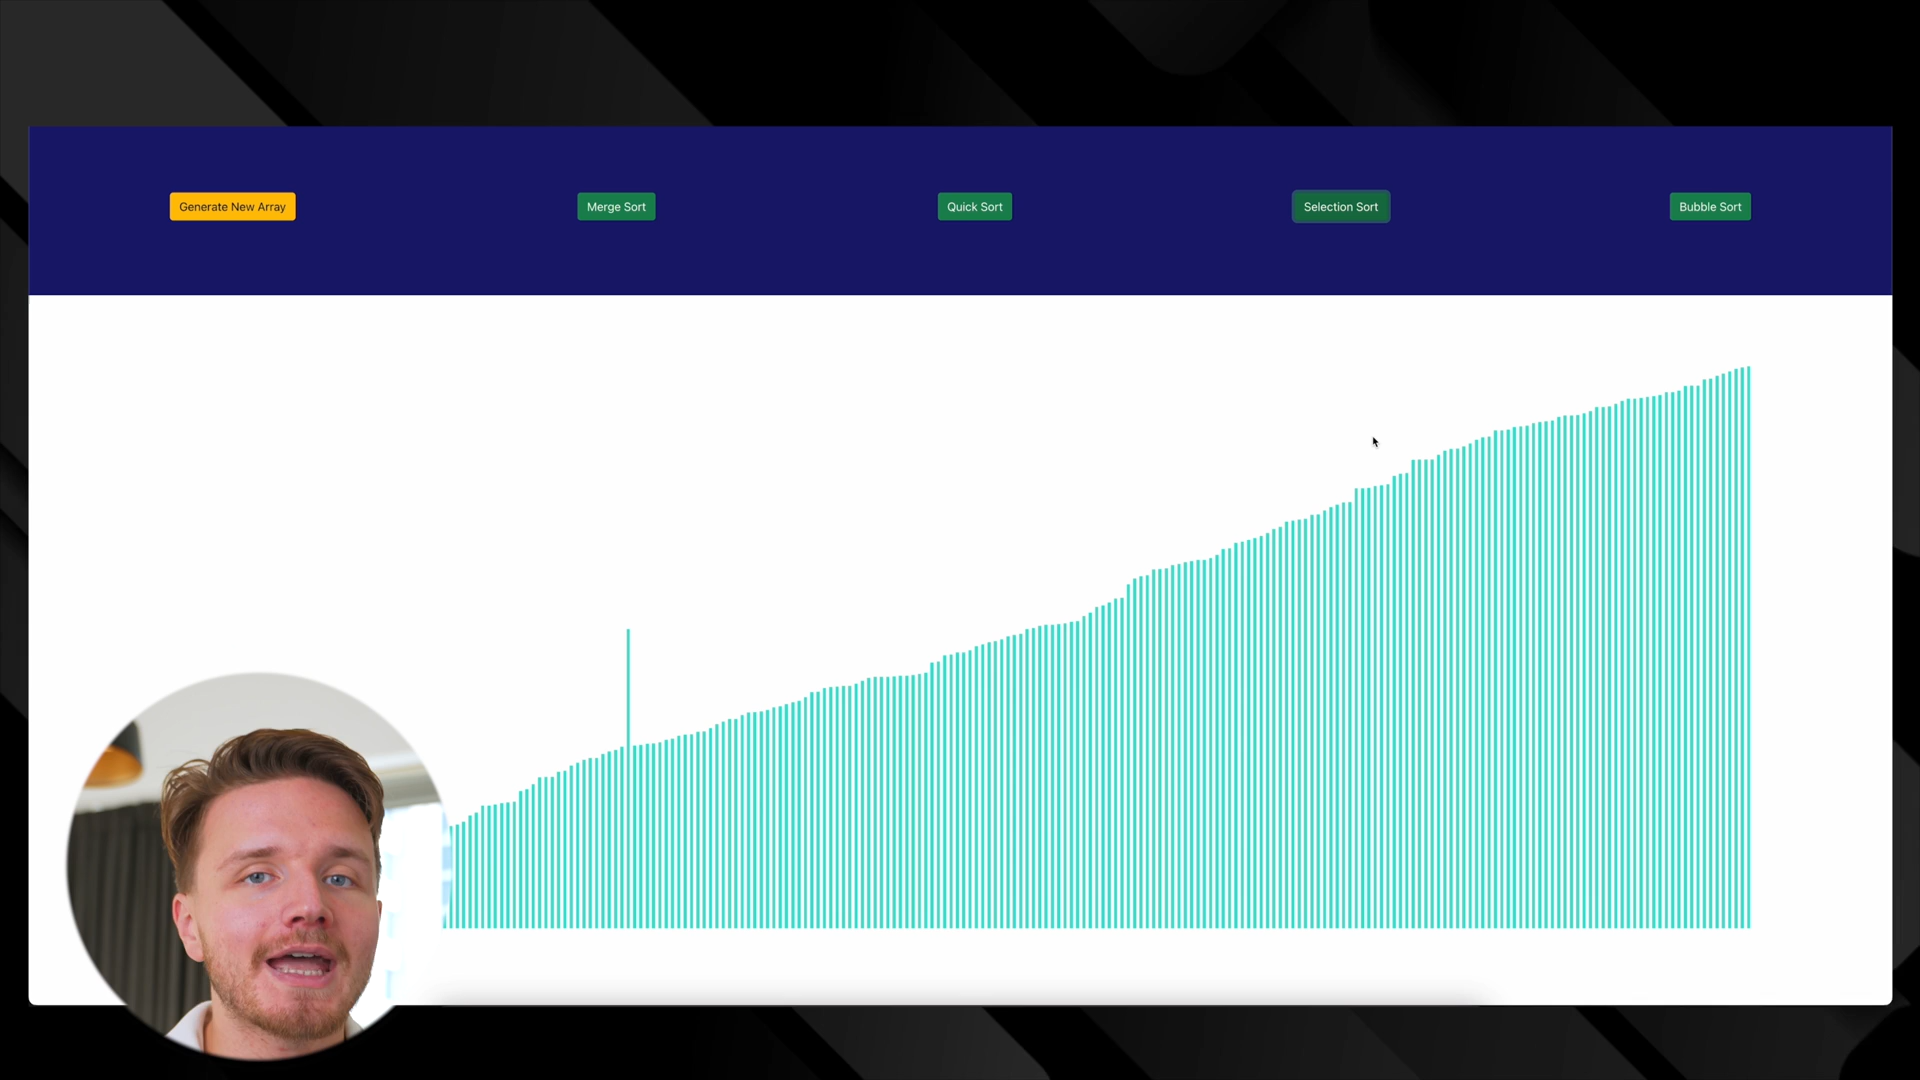 Generate New Array
Merge Sort
Quick Sort
Selection Sort
Bubble Sort